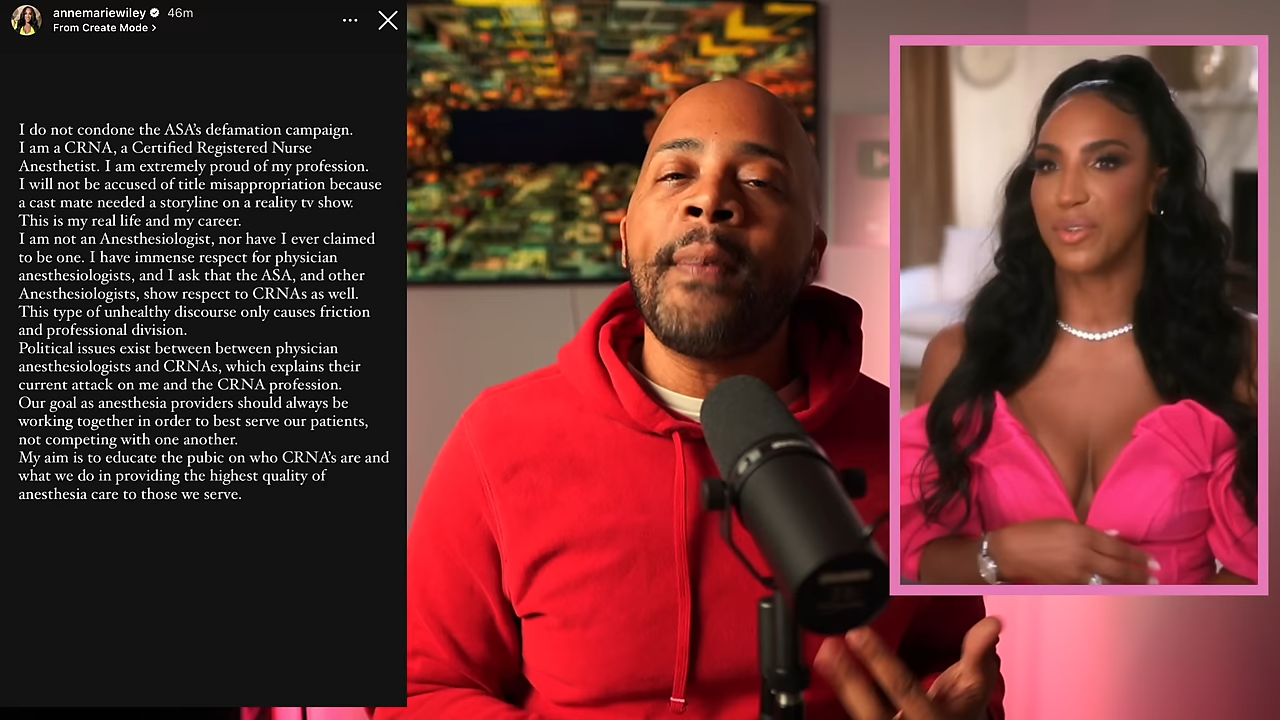 annemariewiley 46m
From Create Mode >
I do not condone the ASA's defamation campaign.
I am a CRNA, a Certified Registered Nurse
Anesthetist. I am extremely proud of my profession.
I will not be accused of title misappropriation because
a cast mate needed a storyline on a reality tv show.
This is my real life and my career.
I am not an Anesthesiologist, nor have I ever claimed
to be one. I have immense respect for physician
anesthesiologists, and I ask that the ASA, and other
Anesthesiologists, show respect to CRNAs as well.
This type of unhealthy discourse only causes friction
and professional division.
Political issues exist between between physician
anesthesiologists and CRNAs, which explains their
current attack on me and the CRNA profession.
Our goal as anesthesia providers should always be
working together in order to best serve our patients,
not competing with one another.
My aim is to educate the pubic on who CRNA's are and
what we do in providing the highest quality of
anesthesia care to those we serve.